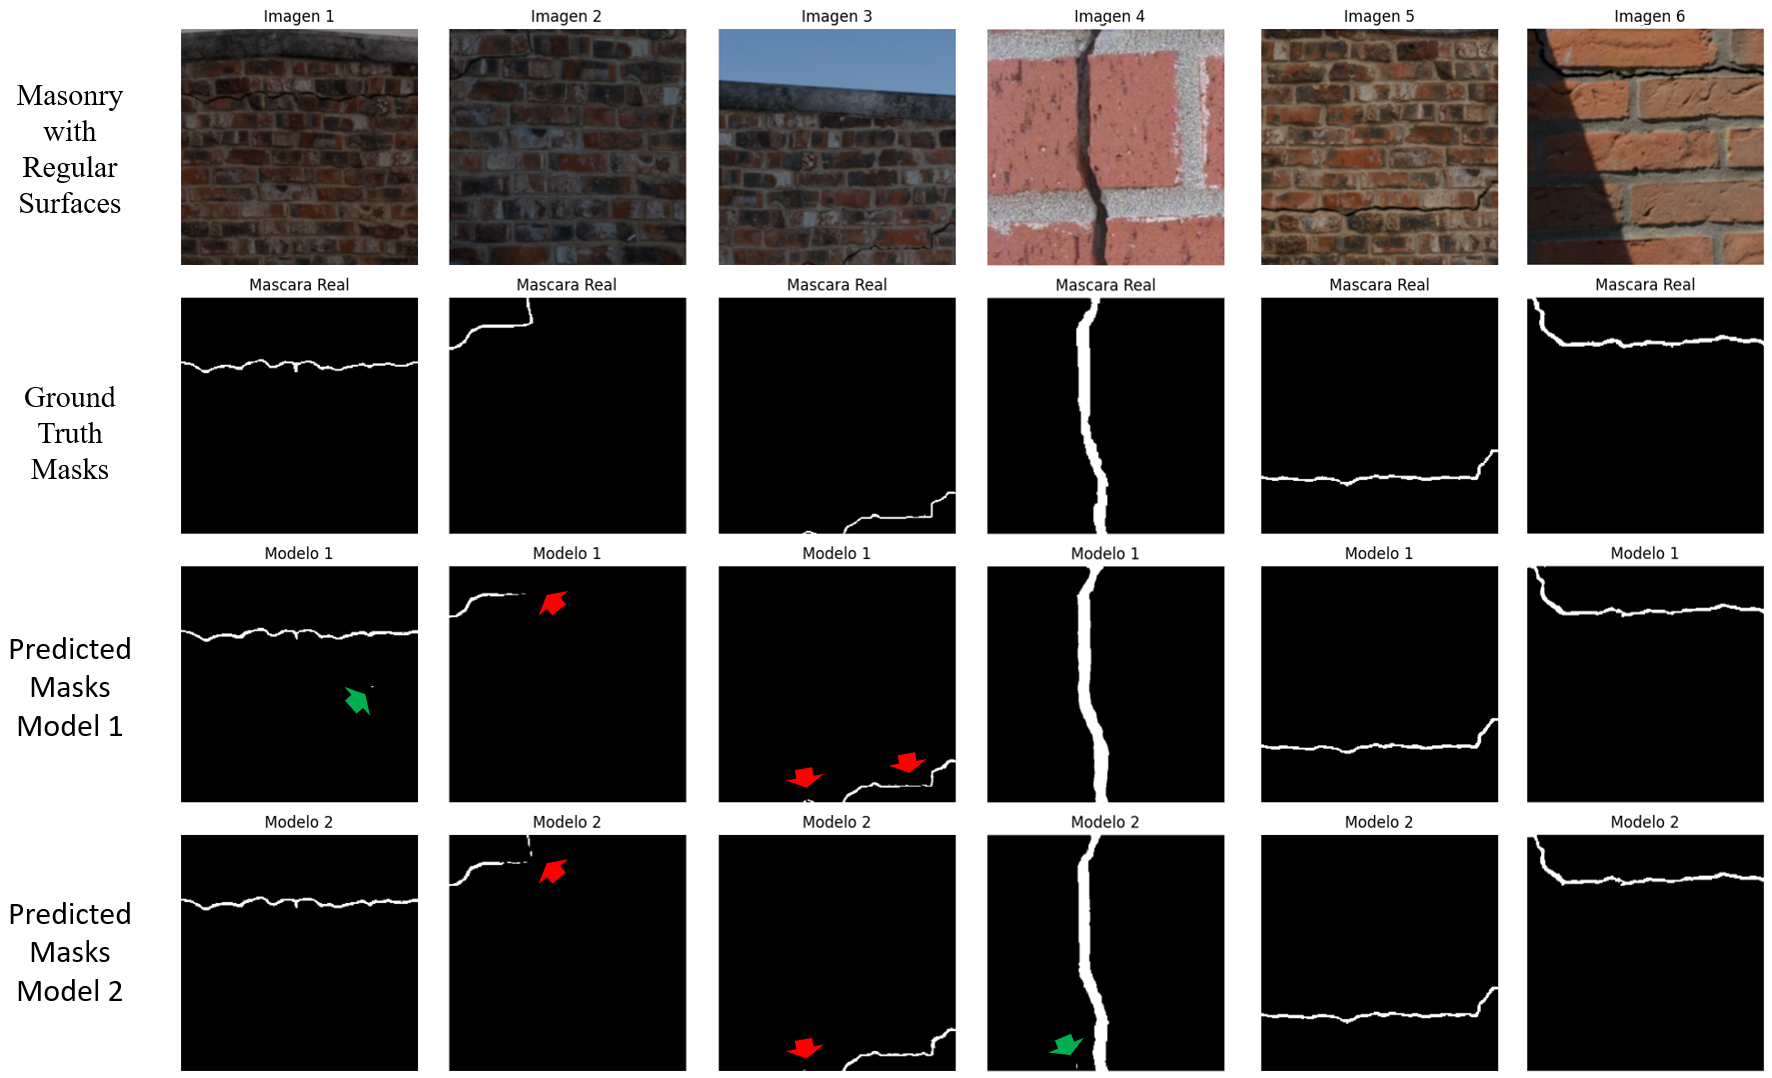 Imagen 1 Imagen 2 Imagen 3 Imagen 4 Imagen 5 Imagen 6
Masonry
with
Regular
Surfaces
Mascara Real Mascara Real Mascara Real Mascara Real Mascara Real Mascara Real
Ground
Truth
Masks
Modelo 1 Modelo 1 Modelo 1 Modelo 1 Modelo 1 Modelo 1
Predicted
Masks
Model 1
Modelo 2 Modelo 2 Modelo 2 Modelo 2 Modelo 2 Modelo 2
Predicted
Masks
Model 2